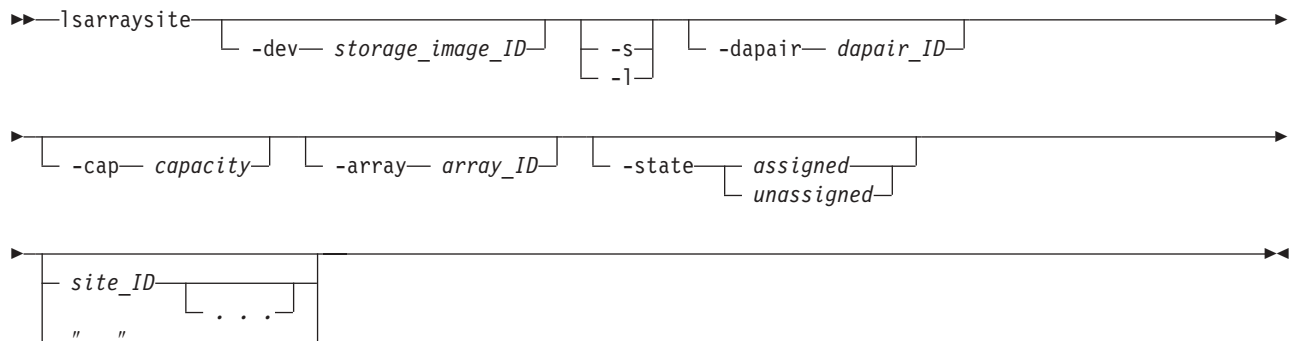 lsarraysite
-dev storage_image_ID -s -dapair dapair_ID
-l
-cap capacity -array array_ID -state assigned
unassigned
site_ID
. . .
" "